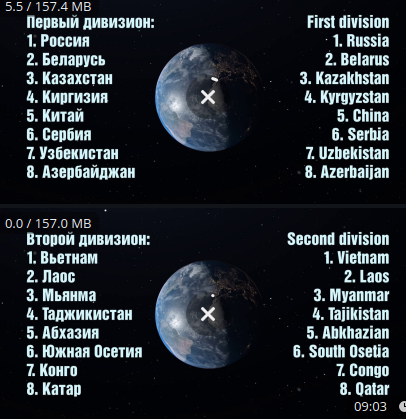 5.5 / 157.4 MB
Первый дивизион:
1. Россия
2. Беларусь
3. Казахстан
4. Киргизия
5. Китай
6. Сербия
7. Узбекистан
8. Азербайджан
First division
1. Russia
2. Belarus
3. Kazakhstan
4. Kyrgyzstan
5. China
6. Serbia
7. Uzbekistan
8. Azerbaijan
0.0 / 157.0 MB
Второй дивизион:
1. Вьетнам
2. Лаос
3. Мьянма
4. Таджикистан
5. Абхазия
6. Южная Осетия
7. Конго
8. Катар
Second division
1. Vietnam
2. Laos
3. Myanmar
4. Tajikistan
5. Abkhazian
6. South Osetia
7. Congo
8. Qatar
09:03